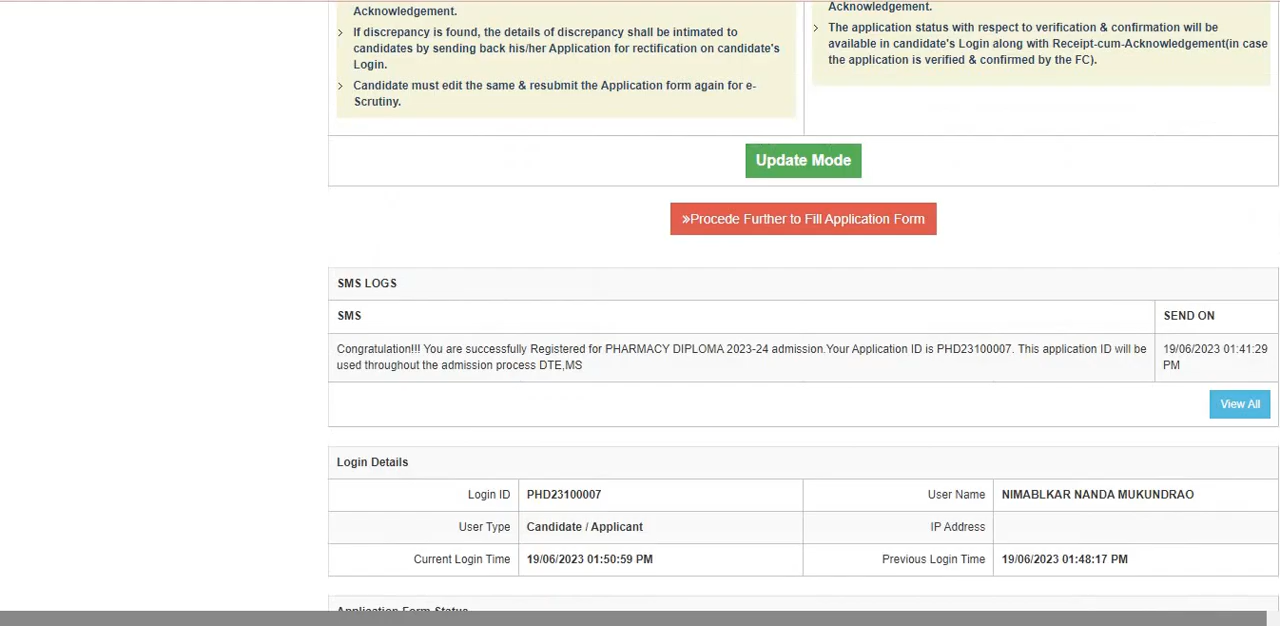 Acknowledgement.
If discrepancy is found, the details of discrepancy shall be intimated to
candidates by sending back his/her Application for rectification on candidate's
Login.
Candidate must edit the same & resubmit the Application form again for e-
Scrutiny.
Acknowledgement.
The application status with respect to verification & confirmation will be
available in candidate's Login along with Receipt-cum-Acknowledgement(in case
the application is verified & confirmed by the FC).
Update Mode
»Procede Further to Fill Application Form
SMS LOGS
SMS SEND ON
Congratulation!!! You are successfully Registered for PHARMACY DIPLOMA 2023-24 admission.Your Application ID is PHD23100007. This application ID will be
used throughout the admission process DTE,MS
19/06/2023 01:41:29
PM
View All
Login Details
Login ID PHD23100007 User Name NIMABLKAR NANDA MUKUNDRAO
User Type Candidate / Applicant IP Address
Current Login Time 19/06/2023 01:50:59 PM Previous Login Time 19/06/2023 01:48:17 PM
Application Form Status